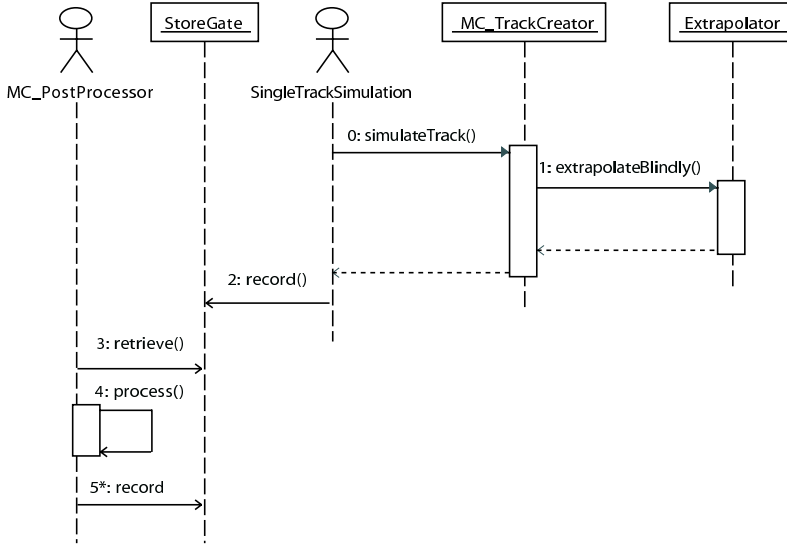 StoreGate
MC_TrackCreator
Extrapolator
MC_PostProcessor
SingleTrackSimulation
0: simulateTrack()
1: extrapolateBlindly()
2: record()
3: retrieve()
4: process()
5*: record